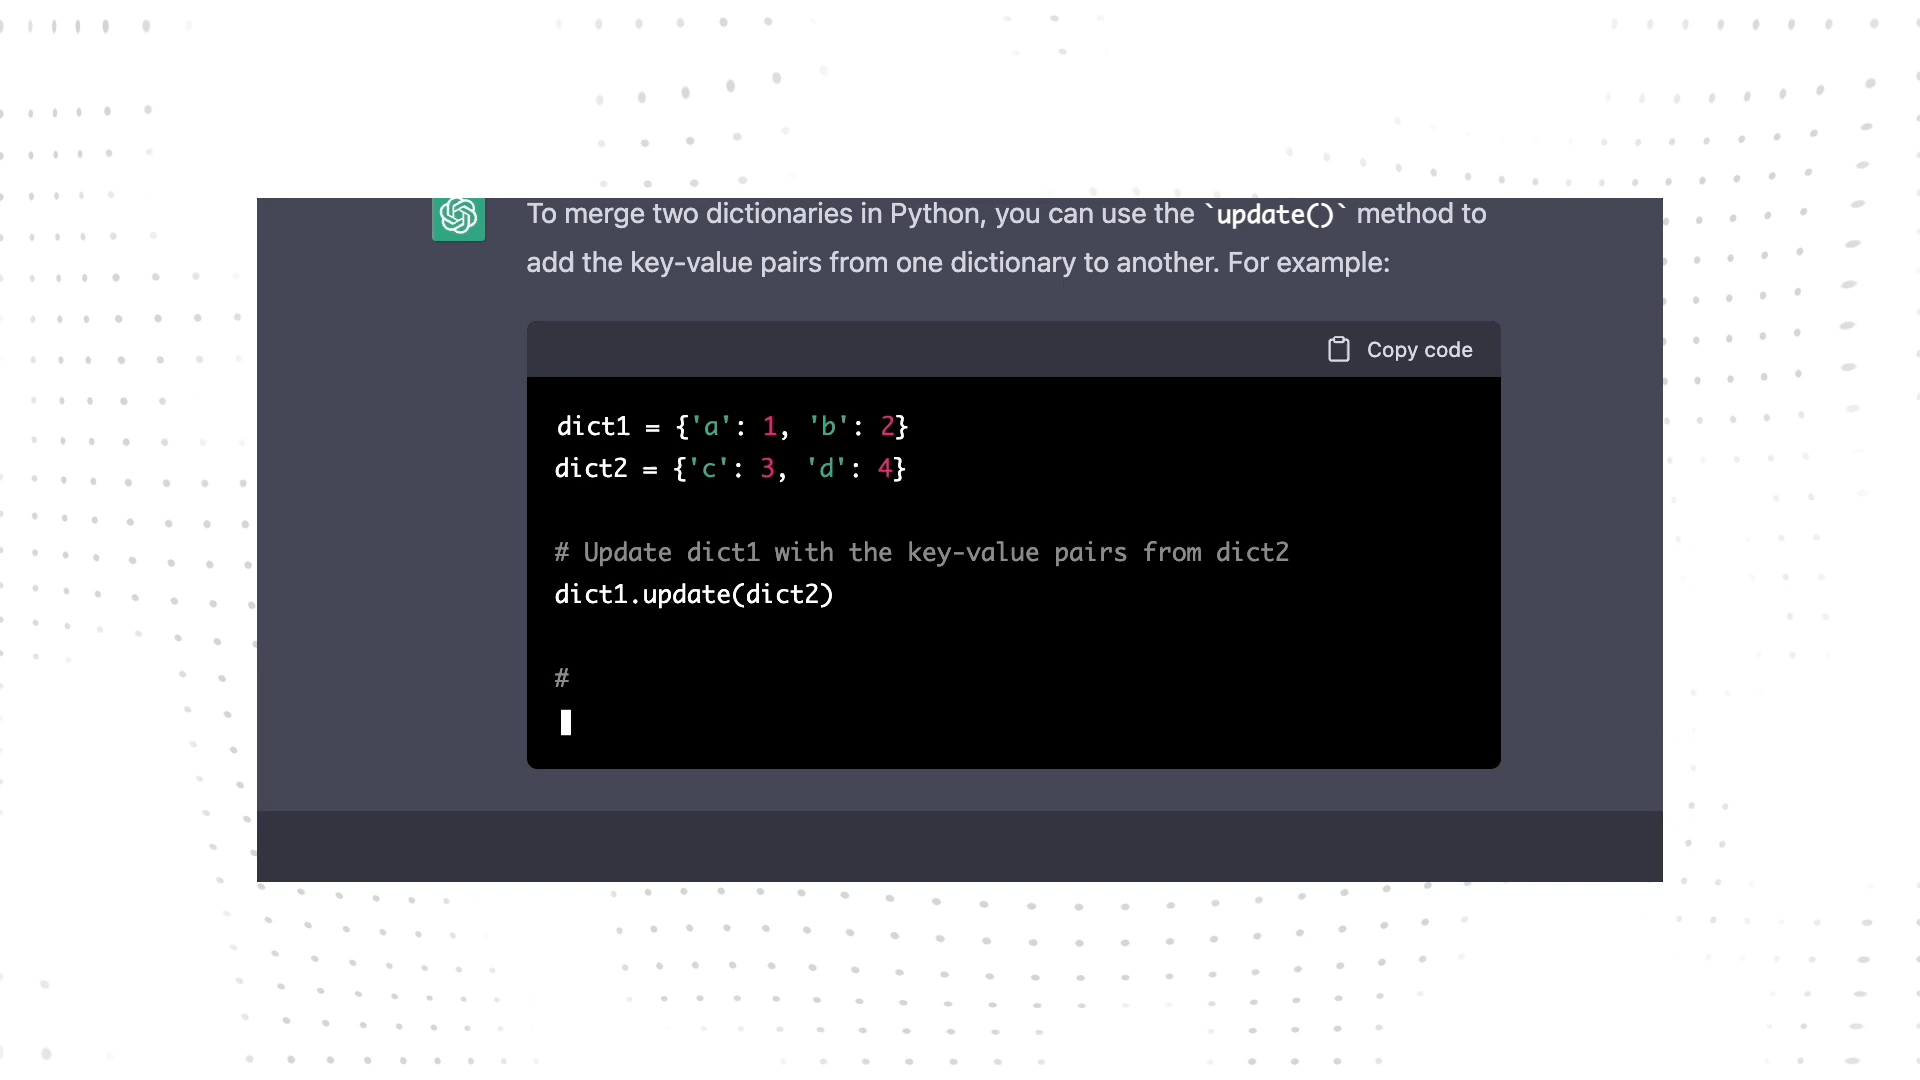 To merge two dictionaries in Python, you can use the `update()` method to
add the key-value pairs from one dictionary to another. For example:
Copy code
dict1 = {'a': 1, 'b': 2}
dict2 = {'c': 3, 'd': 4}
# Update dict1 with the key-value pairs from dict2
dict1.update(dict2)
#